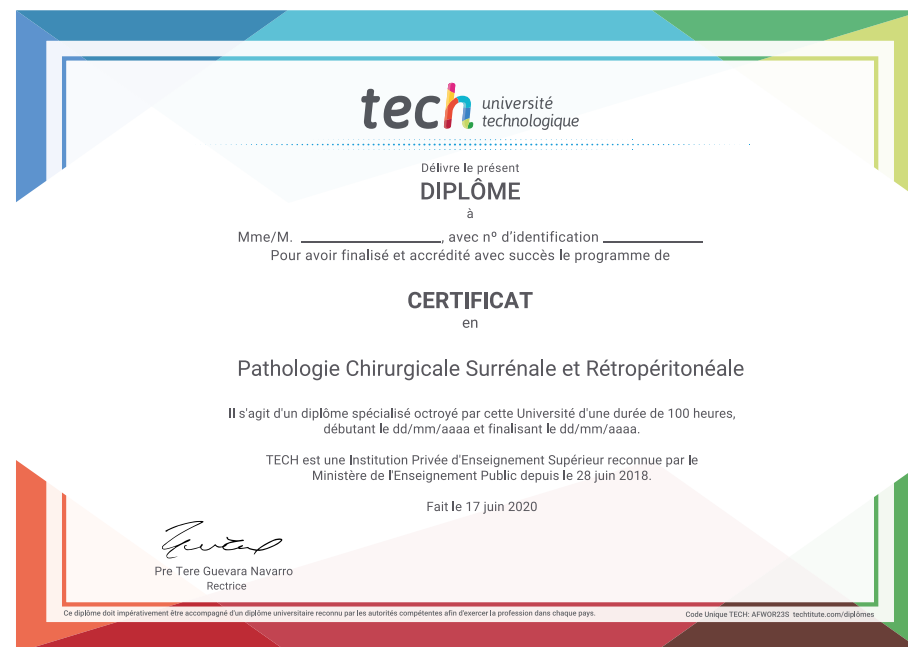 tech université
technologique
Délivre le présent
DIPLÔME
à
Mme/M. ____________________, avec nº d'identification ______________
Pour avoir finalisé et accrédité avec succès le programme de
CERTIFICAT
en
Pathologie Chirurgicale Surrénale et Rétropéritonéale
Il s'agit d'un diplôme spécialisé octroyé par cette Université d'une durée de 100 heures,
débutant le dd/mm/aaaa et finalisant le dd/mm/aaaa.
TECH est une Institution Privée d'Enseignement Supérieur reconnue par le
Ministère de l'Enseignement Public depuis le 28 juin 2018.
Fait le 17 juin 2020
Pre Tere Guevara Navarro
Rectrice
Ce diplôme doit impérativement être accompagné d'un diplôme universitaire reconnu par les autorités compétentes afin d'exercer la profession dans chaque pays.
Code Unique TECH: AFWOR23S techtitute.com/diplômes